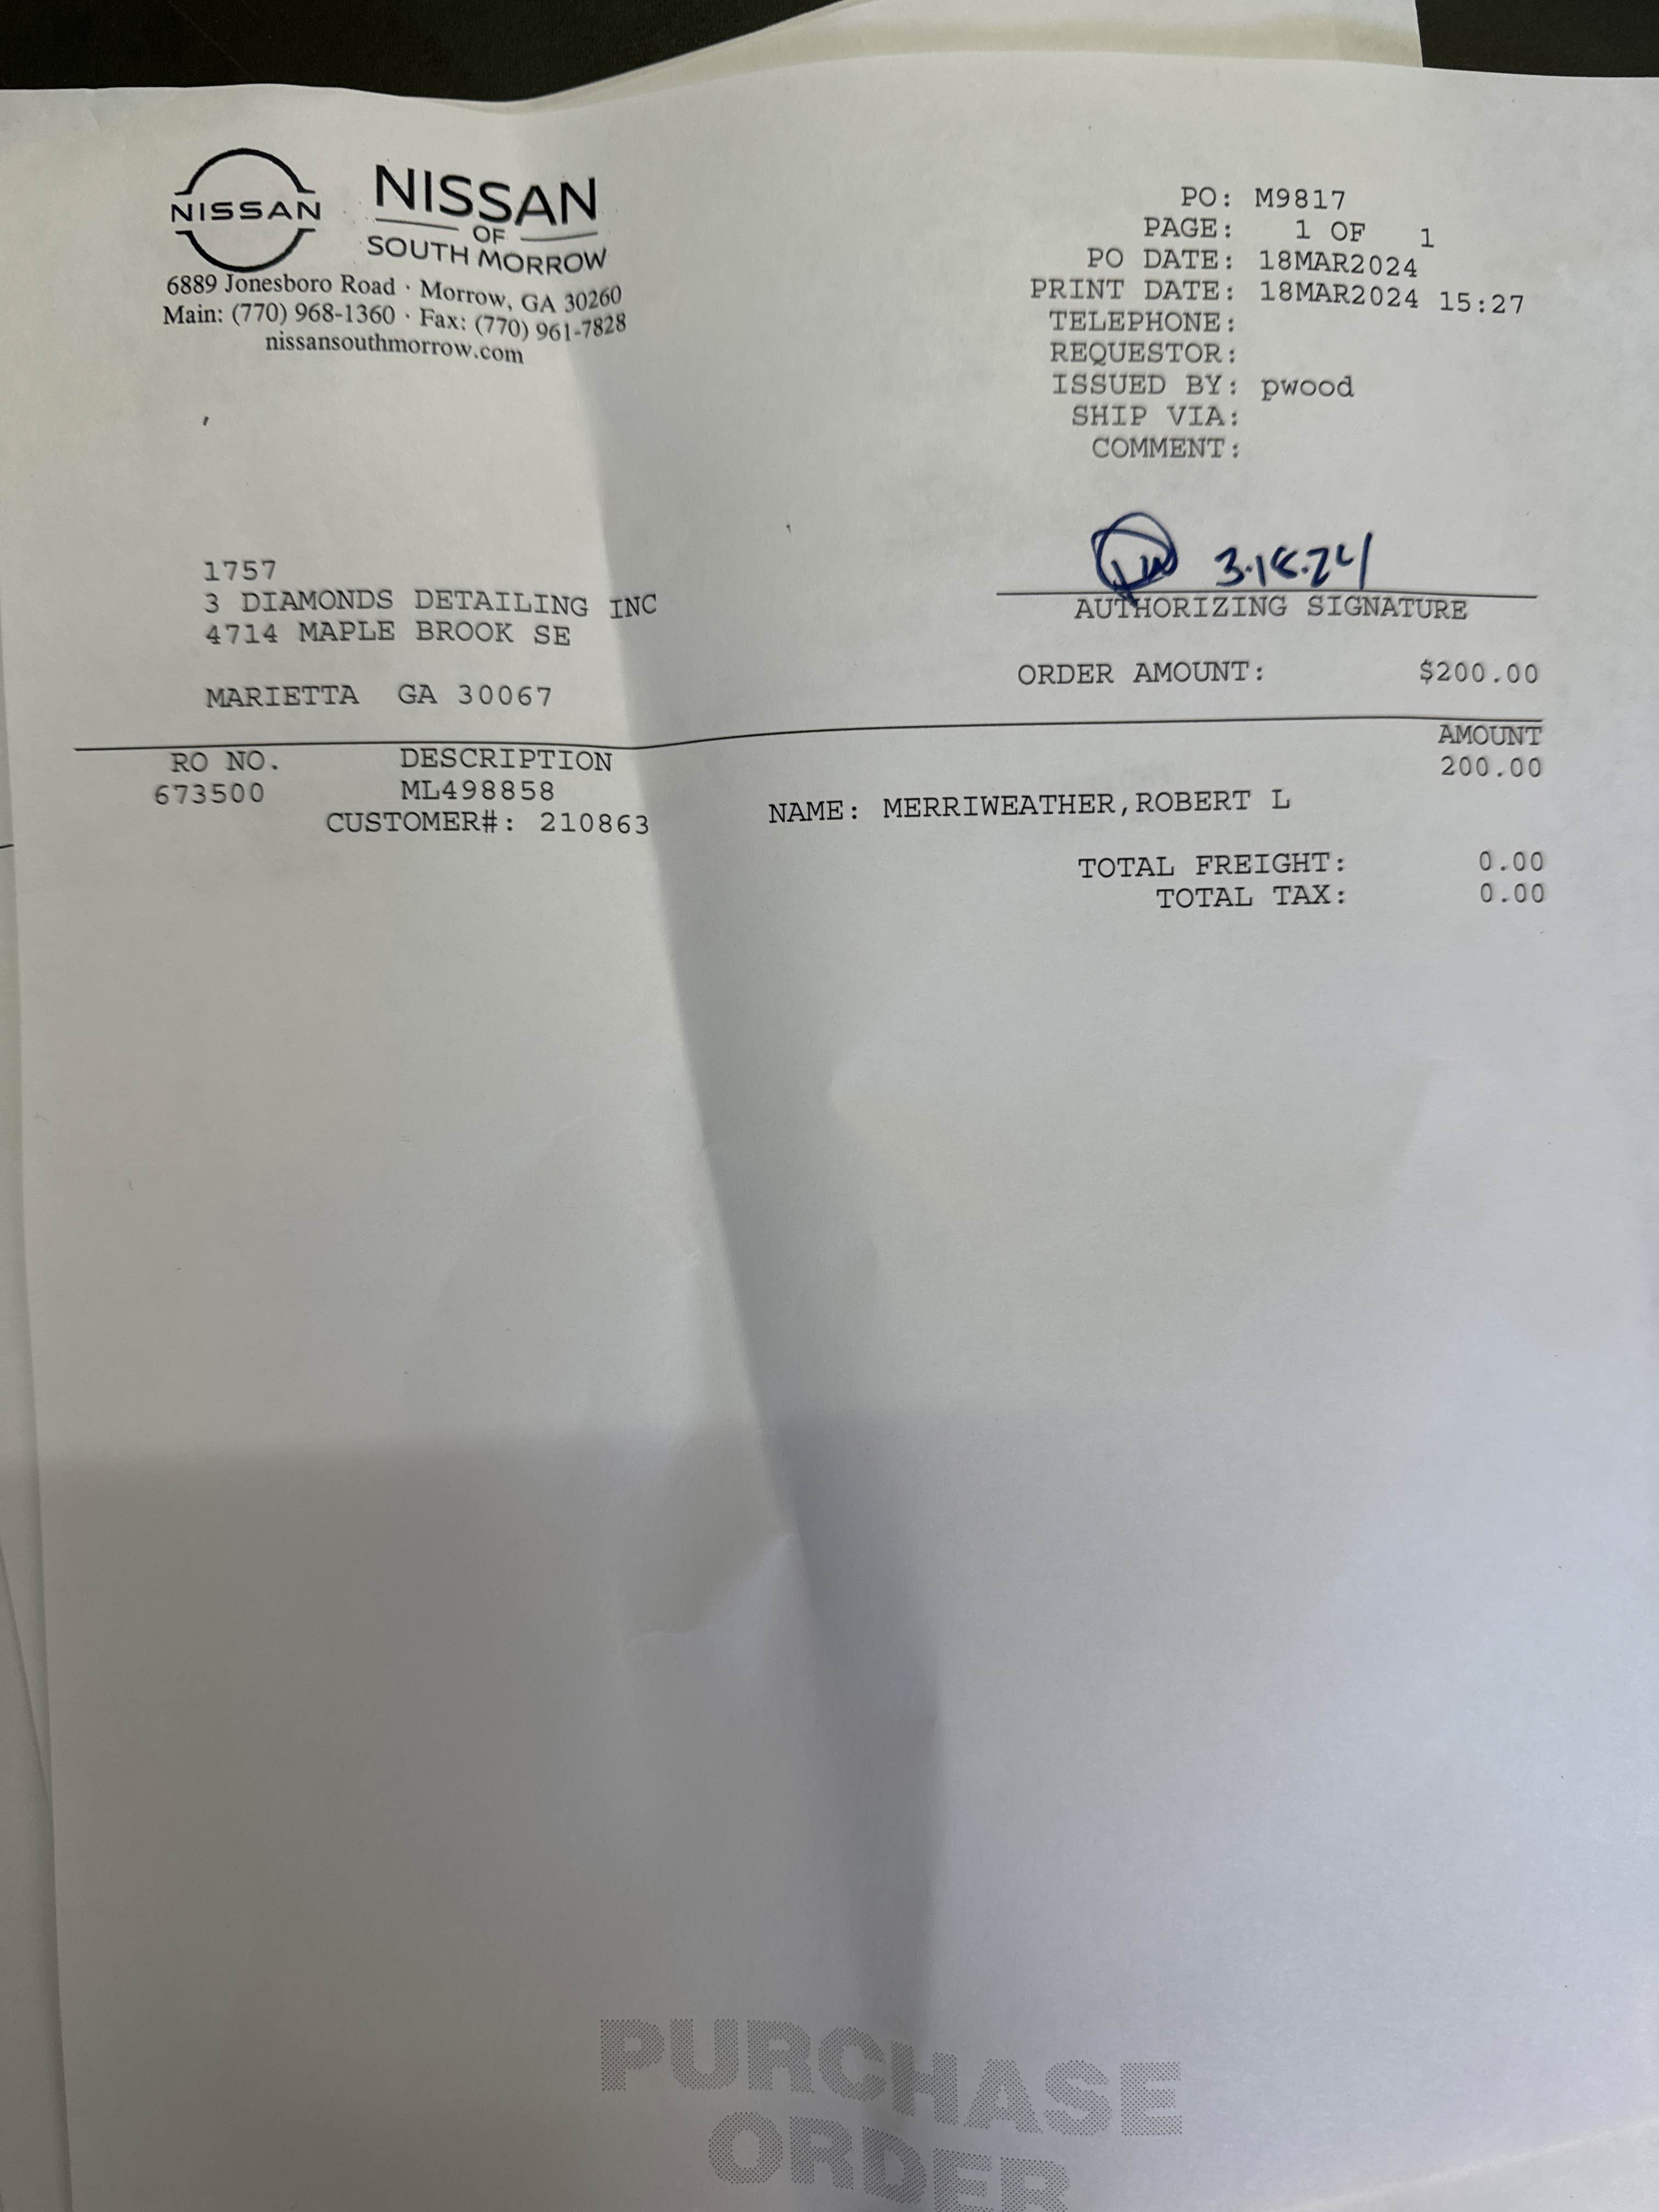 NISSAN
NISSAN
OF
SOUTH MORROW
6889 Jonesboro Road · Morrow, GA 30260
Main: (770) 968-1360 · Fax: (770) 961-7828
nissansouthmorrow.com
PO: M9817
PAGE: 1 OF 1
PO DATE: 18MAR2024
PRINT DATE: 18MAR2024 15:27
TELEPHONE:
REQUESTOR:
ISSUED BY: pwood
SHIP VIA:
COMMENT:
1757
3 DIAMONDS DETAILING INC
4714 MAPLE BROOK SE
MARIETTA GA 30067
3.18.24
AUTHORIZING SIGNATURE
ORDER AMOUNT: $200.00
RO NO. DESCRIPTION AMOUNT
673500 ML498858 200.00
CUSTOMER#: 210863 NAME: MERRIWEATHER,ROBERT L
TOTAL FREIGHT: 0.00
TOTAL TAX: 0.00
PURCHASE
ORDER